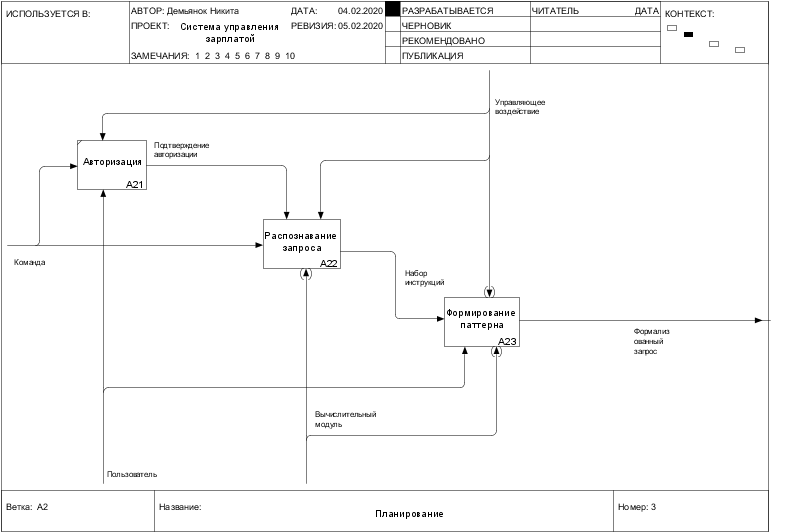 ИСПОЛЬЗУЕТСЯ В:
АВТОР: Демьянок Никита
ДАТА: 04.02.2020
ПРОЕКТ: Система управления
зарплатой
РЕВИЗИЯ: 05.02.2020
ЗАМЕЧАНИЯ: 1 2 3 4 5 6 7 8 9 10
РАЗРАБАТЫВАЕТСЯ
ЧЕРНОВИК
РЕКОМЕНДОВАНО
ПУБЛИКАЦИЯ
ЧИТАТЕЛЬ
ДАТА
КОНТЕКСТ:
Управляющее
воздействие
Подтверждение
авторизации
Авторизация
A21
Распознавание
запроса
A22
Команда
Набор
инструкций
Формирование
паттерна
A23
Формализ
ованный
запрос
Вычислительный
модуль
Пользователь
Ветка: A2
Название:
Планирование
Номер: 3